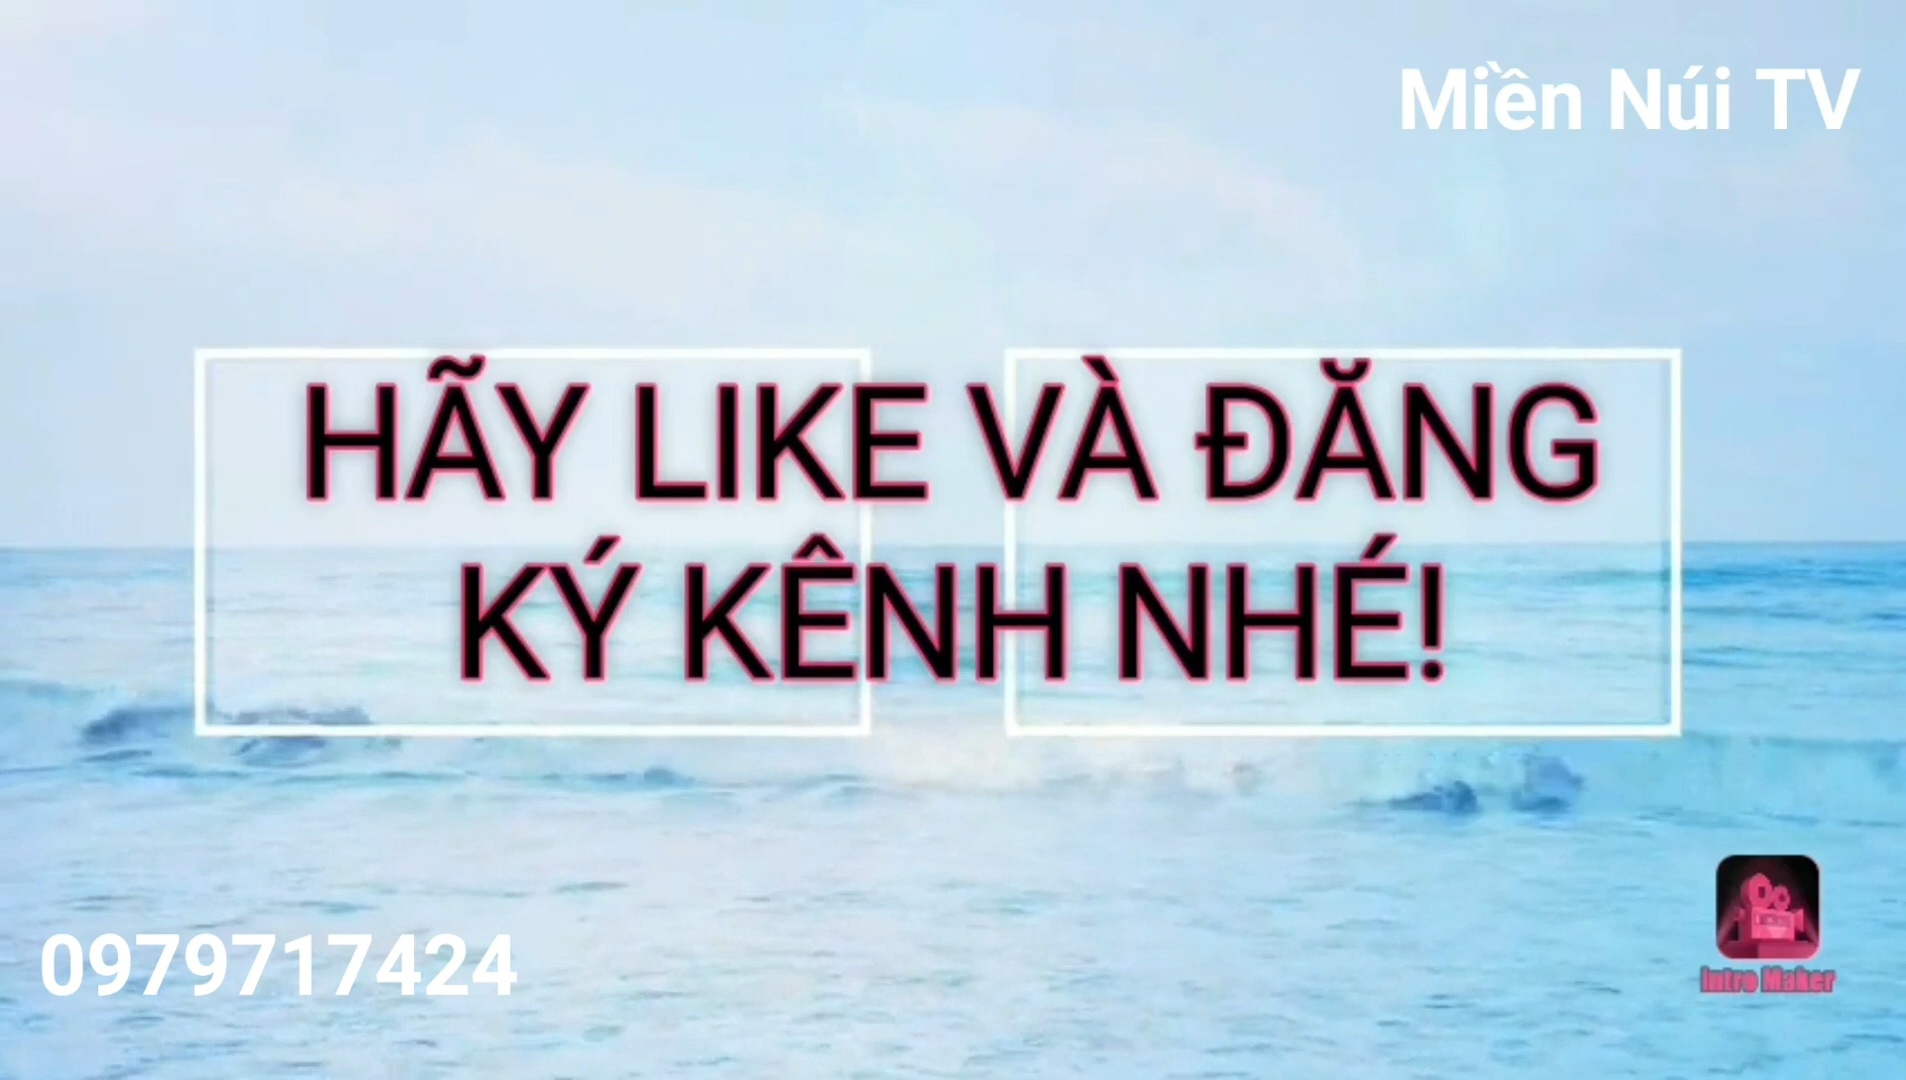 Miền Núi TV
HÃY LIKE VÀ ĐĂNG
KÝ KÊNH NHÉ!
0979717424
Intro Maker